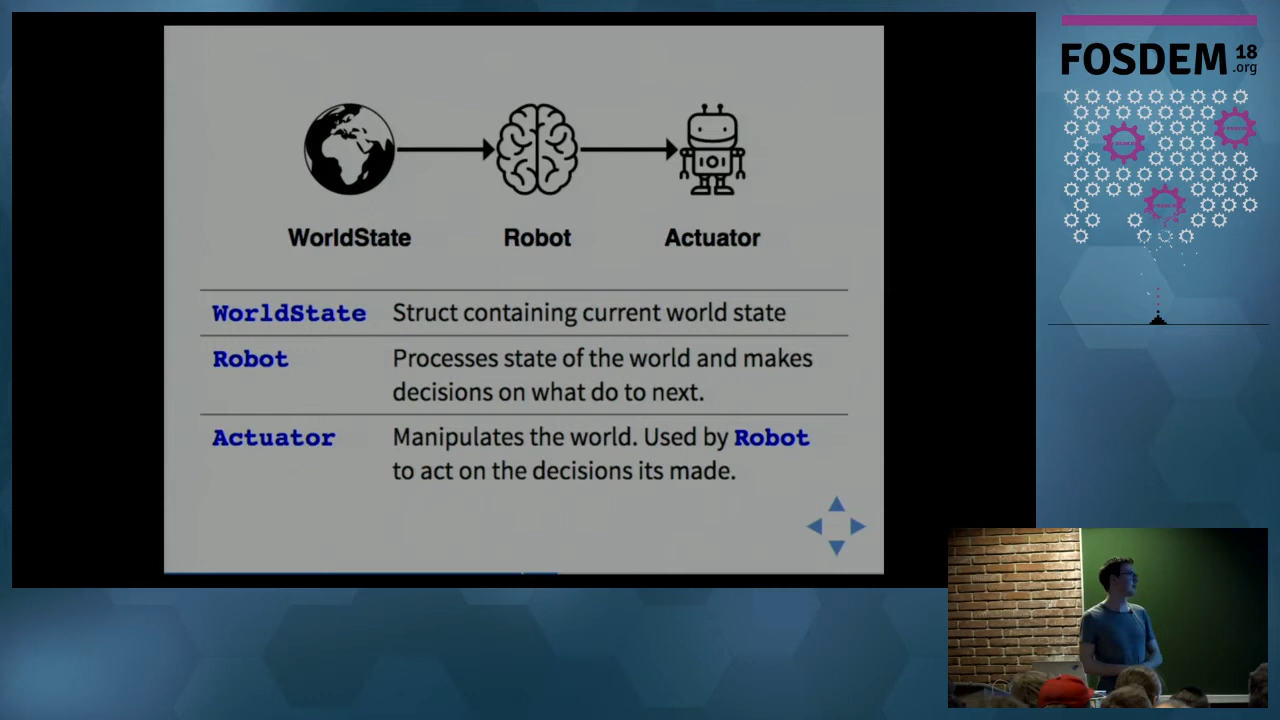 WorldState
Robot
Actuator
WorldState Struct containing current world state
Robot Processes state of the world and makes
decisions on what do to next.
Actuator Manipulates the world. Used by Robot
to act on the decisions its made.
FOSDEM 18
.org